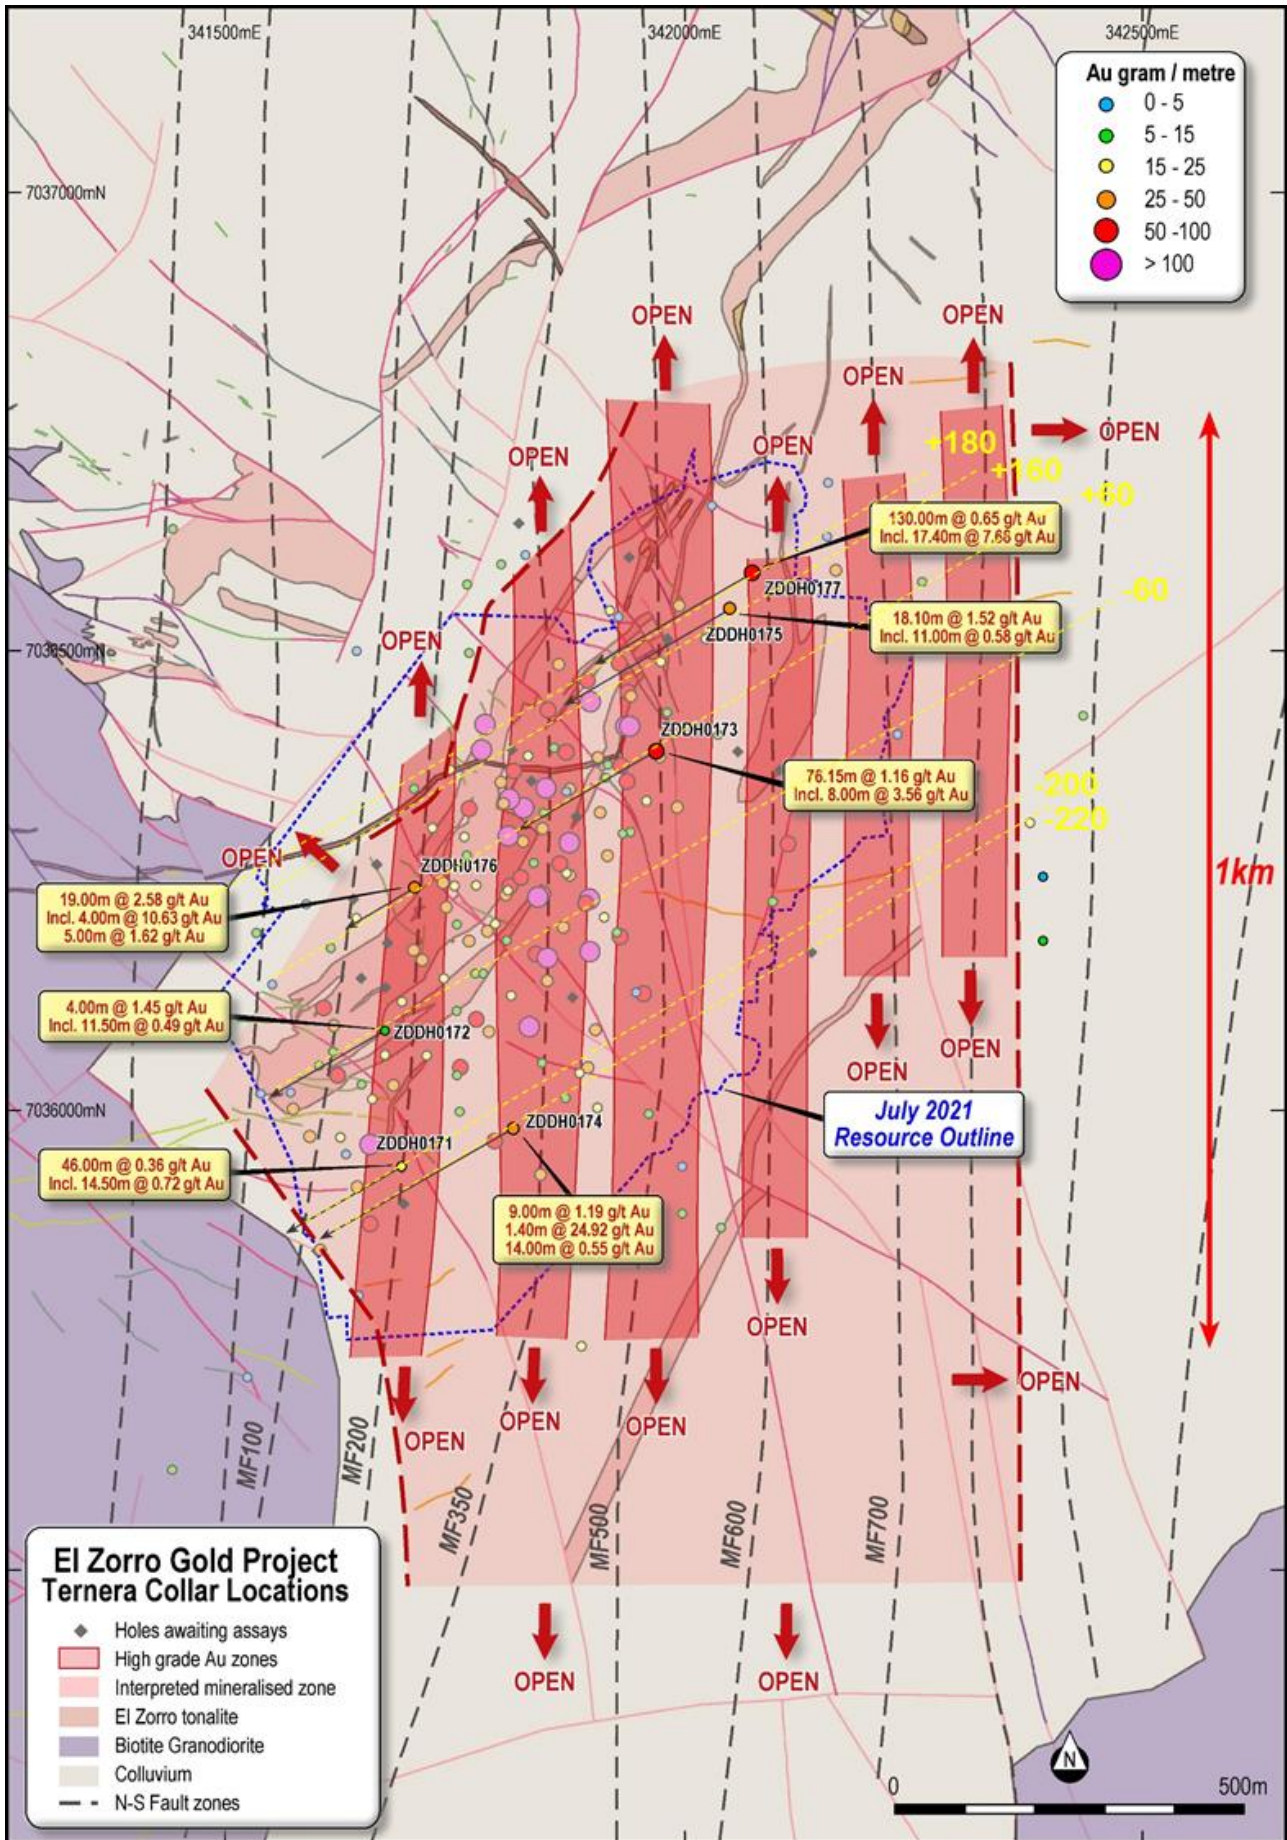 341500mE
342000mE
342500mE
Au gram / metre
0 - 5
5 - 15
15 - 25
25 - 50
50 -100
> 100
7037000mN
OPEN
OPEN
OPEN
OPEN
OPEN
OPEN
OPEN
+180
+160
+60
-60
130.00m @ 0.65 g/t Au
Incl. 17.40m @ 7.66 g/t Au
ZDDH0177
ZDDH0175
18.10m @ 1.52 g/t Au
Incl. 11.00m @ 0.58 g/t Au
7036500mN
ZDDH0173
76.15m @ 1.16 g/t Au
Incl. 8.00m @ 3.56 g/t Au
-200
-220
OPEN
ZDDH0176
1km
19.00m @ 2.58 g/t Au
Incl. 4.00m @ 10.63 g/t Au
5.00m @ 1.62 g/t Au
4.00m @ 1.45 g/t Au
Incl. 11.50m @ 0.49 g/t Au
ZDDH0172
OPEN
OPEN
7036000mN
July 2021
Resource Outline
ZDDH0174
ZDDH0171
46.00m @ 0.36 g/t Au
Incl. 14.50m @ 0.72 g/t Au
9.00m @ 1.19 g/t Au
1.40m @ 24.92 g/t Au
14.00m @ 0.55 g/t Au
OPEN
OPEN
OPEN
OPEN
OPEN
MF100
MF200
MF350
MF500
MF600
MF700
El Zorro Gold Project
Ternera Collar Locations
Holes awaiting assays
High grade Au zones
Interpreted mineralised zone
El Zorro tonalite
Biotite Granodiorite
Colluvium
N-S Fault zones
OPEN
OPEN
N
0
500m